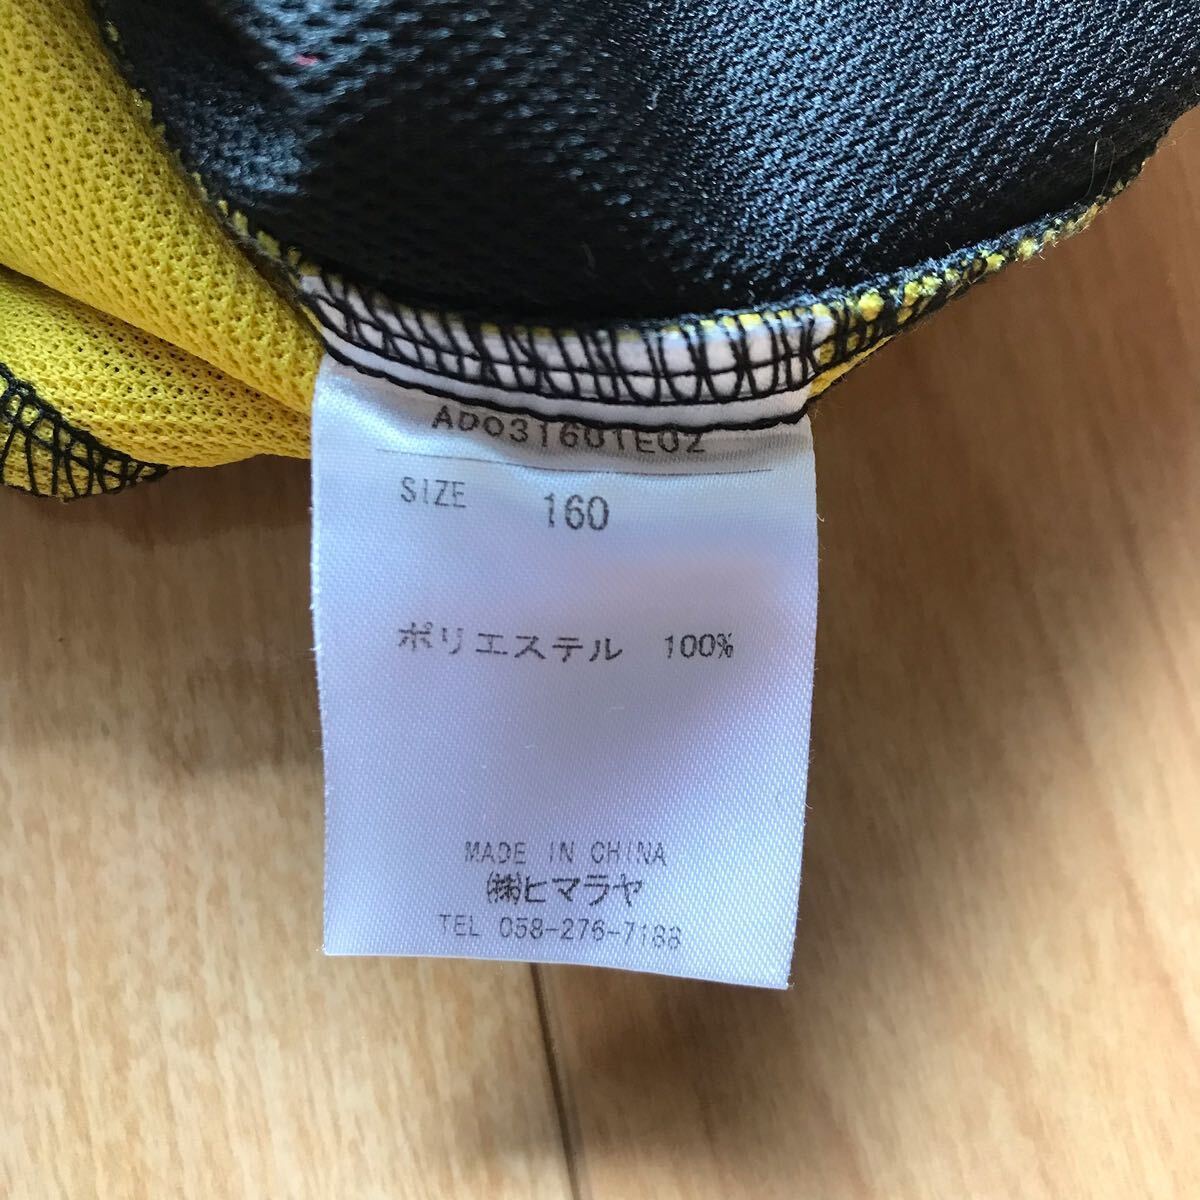 AD031601E02
SIZE 160
ポリエステル 100%
MADE IN CHINA
㈱ヒマラヤ
TEL 058-276-7188